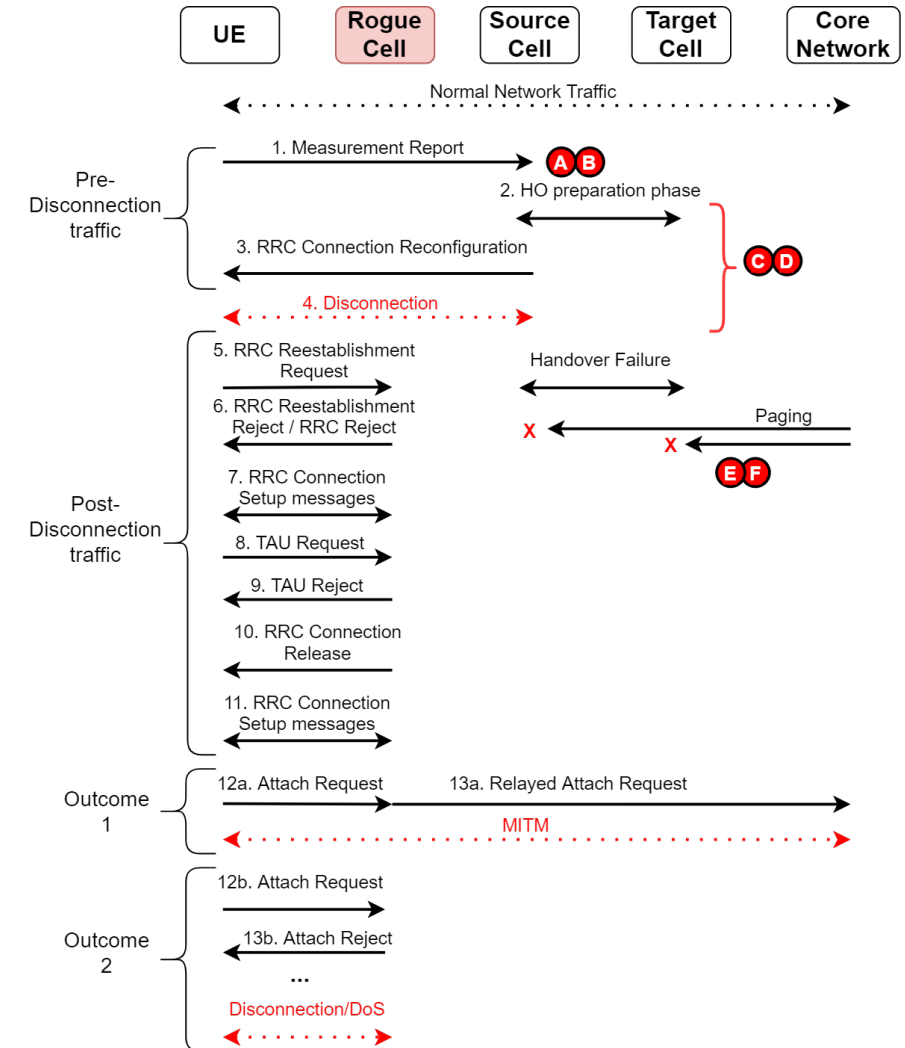 UE
Rogue
Cell
Source
Cell
Target
Cell
Core
Network
Normal Network Traffic
Pre-
Disconnection
traffic
1. Measurement Report
A B
2. HO preparation phase
3. RRC Connection Reconfiguration
C D
4. Disconnection
Post-
Disconnection
traffic
5. RRC Reestablishment
Request
Handover Failure
6. RRC Reestablishment
Reject / RRC Reject
Paging
X
X
E F
7. RRC Connection
Setup messages
8. TAU Request
9. TAU Reject
10. RRC Connection
Release
11. RRC Connection
Setup messages
Outcome
1
12a. Attach Request
13a. Relayed Attach Request
MITM
Outcome
2
12b. Attach Request
13b. Attach Reject
...
Disconnection/DoS